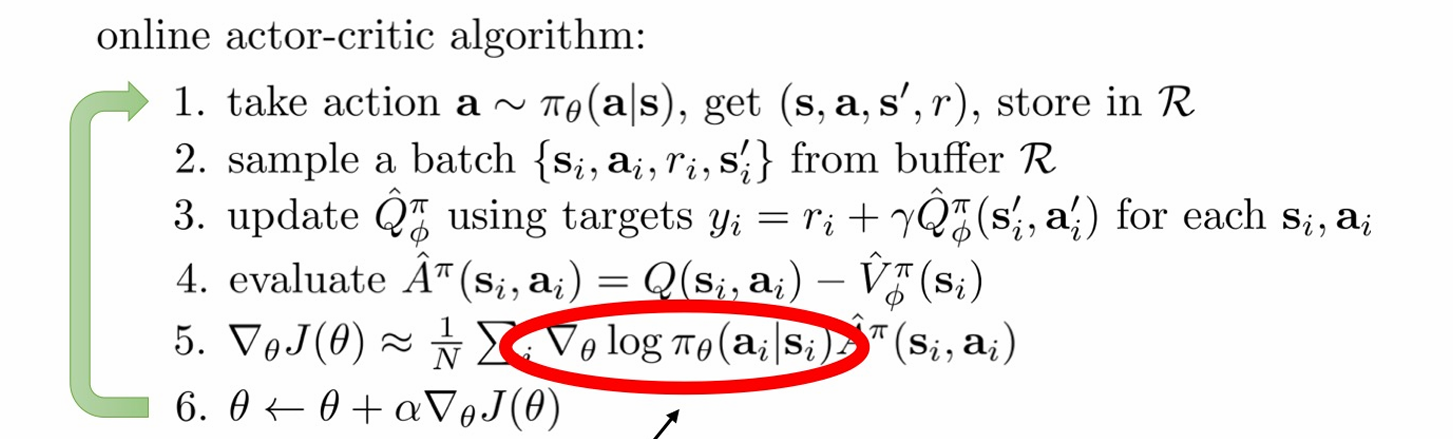 online actor-critic algorithm:
1. take action a ∼ π_θ(a|s), get (s, a, s′, r), store in ℛ
2. sample a batch {s_i, a_i, r_i, s′_i} from buffer ℛ
3. update Q̂^π_ϕ using targets y_i = r_i + γQ̂^π_ϕ(s′_i, a′_i) for each s_i, a_i
4. evaluate Â^π(s_i, a_i) = Q(s_i, a_i) − V̂^π_ϕ(s_i)
5. ∇_θJ(θ) ≈ 1/N ∑_i ∇_θ log π_θ(a_i|s_i)Â^π(s_i, a_i)
6. θ ← θ + α∇_θJ(θ)